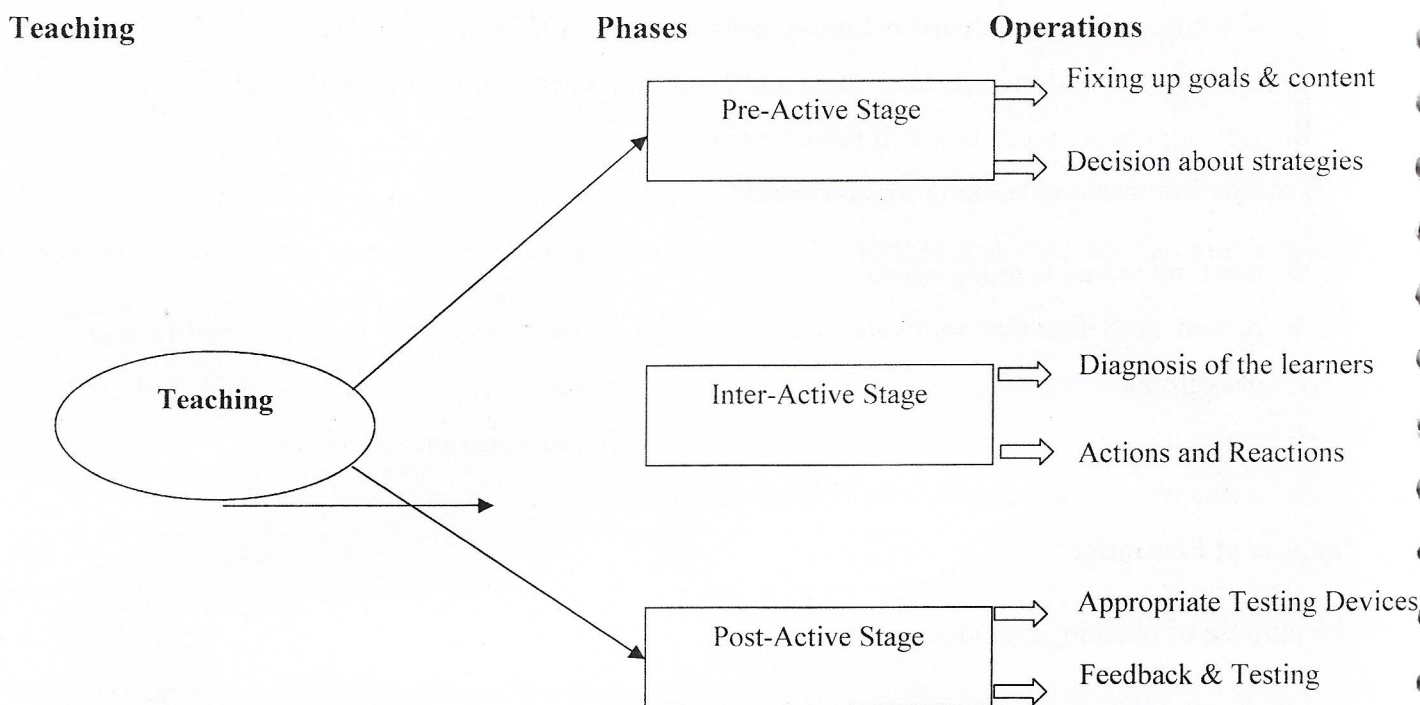 Teaching Phases Operations
Fixing up goals & content
Pre-Active Stage
Decision about strategies
Diagnosis of the learners
Teaching
Inter-Active Stage
Actions and Reactions
Appropriate Testing Devices
Post-Active Stage
Feedback & Testing